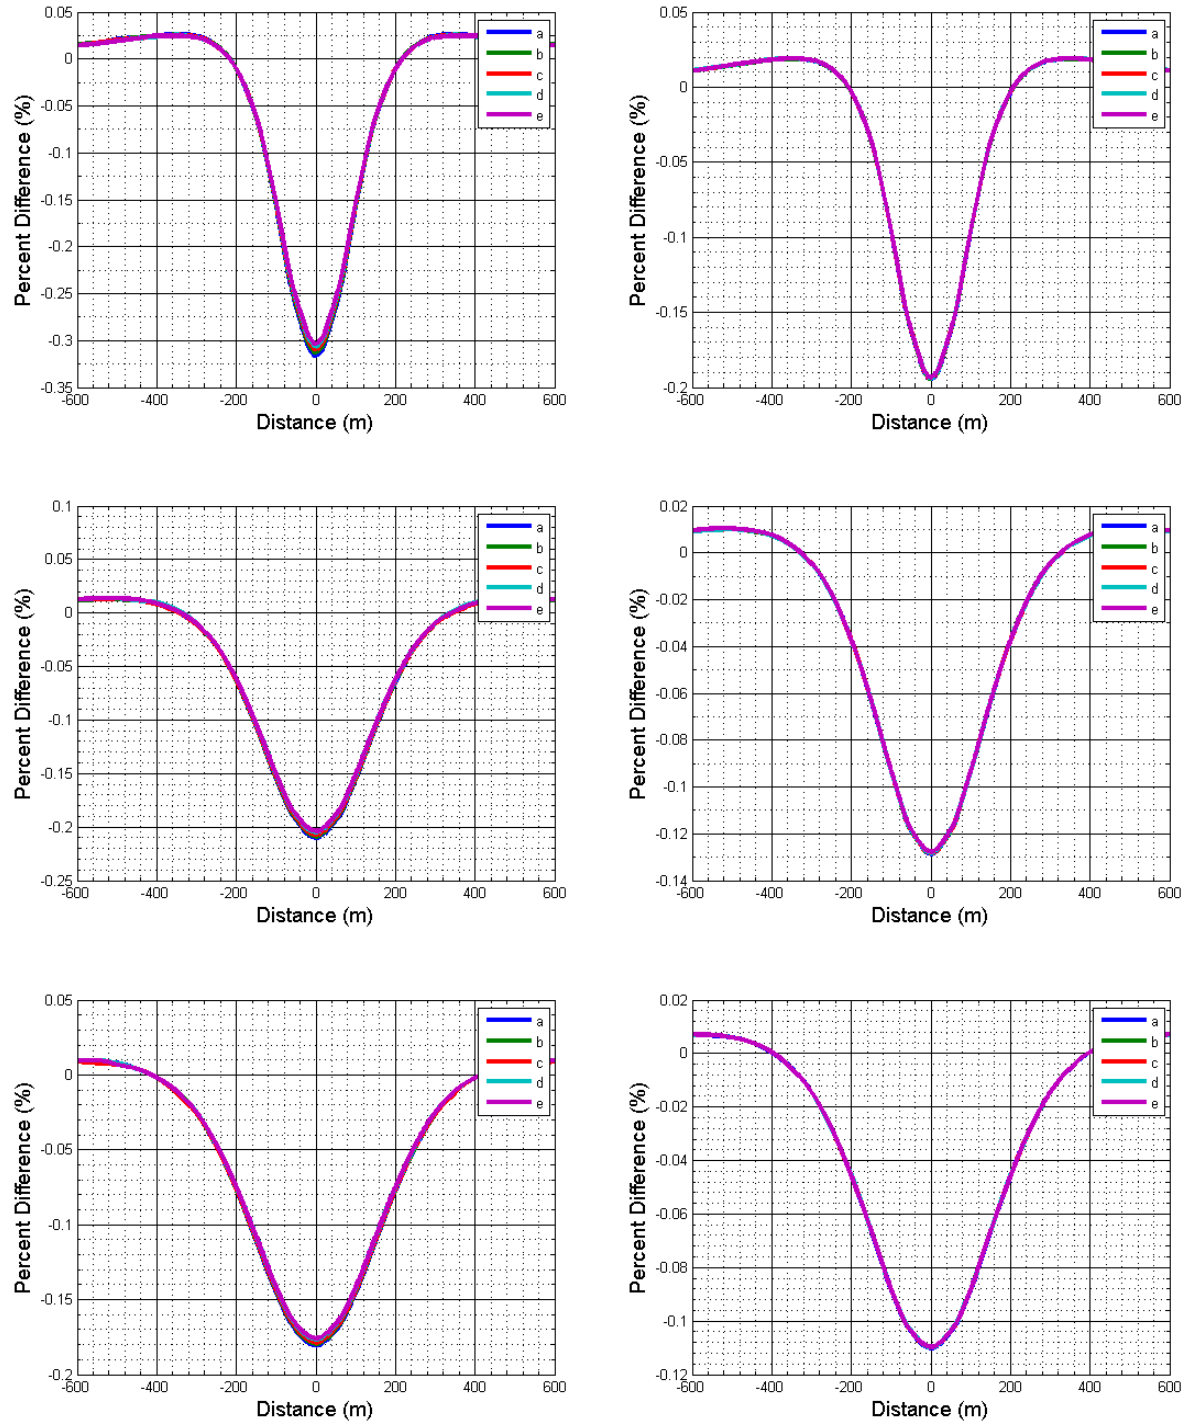 0.05
0
-0.05
-0.1
-0.15
-0.2
-0.25
-0.3
-0.35
-600 -400 -200 0 200 400 600
Percent Difference (%)
Distance (m)
a
b
c
d
e
0.05
0
-0.05
-0.1
-0.15
-0.2
-600 -400 -200 0 200 400 600
Percent Difference (%)
Distance (m)
a
b
c
d
e
0.1
0.05
0
-0.05
-0.1
-0.15
-0.2
-0.25
-600 -400 -200 0 200 400 600
Percent Difference (%)
Distance (m)
a
b
c
d
e
0.02
0
-0.02
-0.04
-0.06
-0.08
-0.1
-0.12
-0.14
-600 -400 -200 0 200 400 600
Percent Difference (%)
Distance (m)
a
b
c
d
e
0.05
0
-0.05
-0.1
-0.15
-0.2
-600 -400 -200 0 200 400 600
Percent Difference (%)
Distance (m)
a
b
c
d
e
0.02
0
-0.02
-0.04
-0.06
-0.08
-0.1
-0.12
-600 -400 -200 0 200 400 600
Percent Difference (%)
Distance (m)
a
b
c
d
e